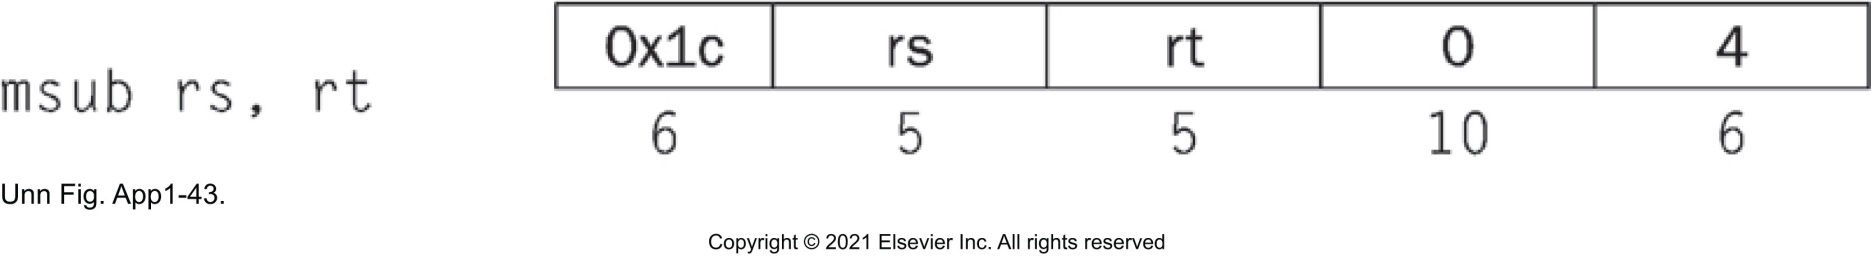 0x1c rs rt 0 4
msub rs, rt
6 5 5 10 6
Unn Fig. App1-43.
Copyright © 2021 Elsevier Inc. All rights reserved